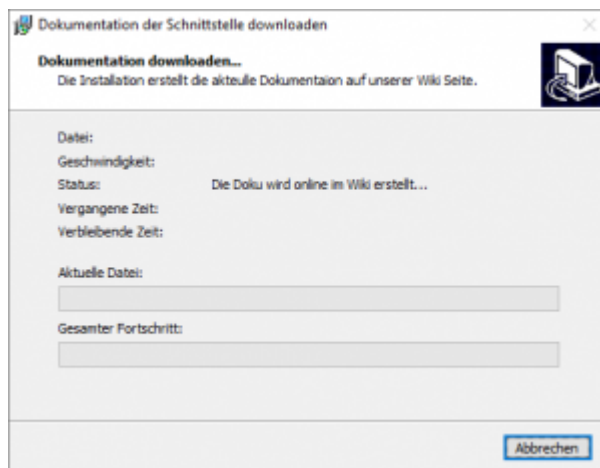 Dokumentation der Schnittstelle downloaden
Dokumentation downloaden...
Die Installation erstellt die akteulle Dokumentaion auf unserer Wiki Seite.
Datei:
Geschwindigkeit:
Status: Die Doku wird online im Wiki erstellt...
Vergangene Zeit:
Verbleibende Zeit:
Aktuelle Datei:
Gesamter Fortschritt:
Abbrechen